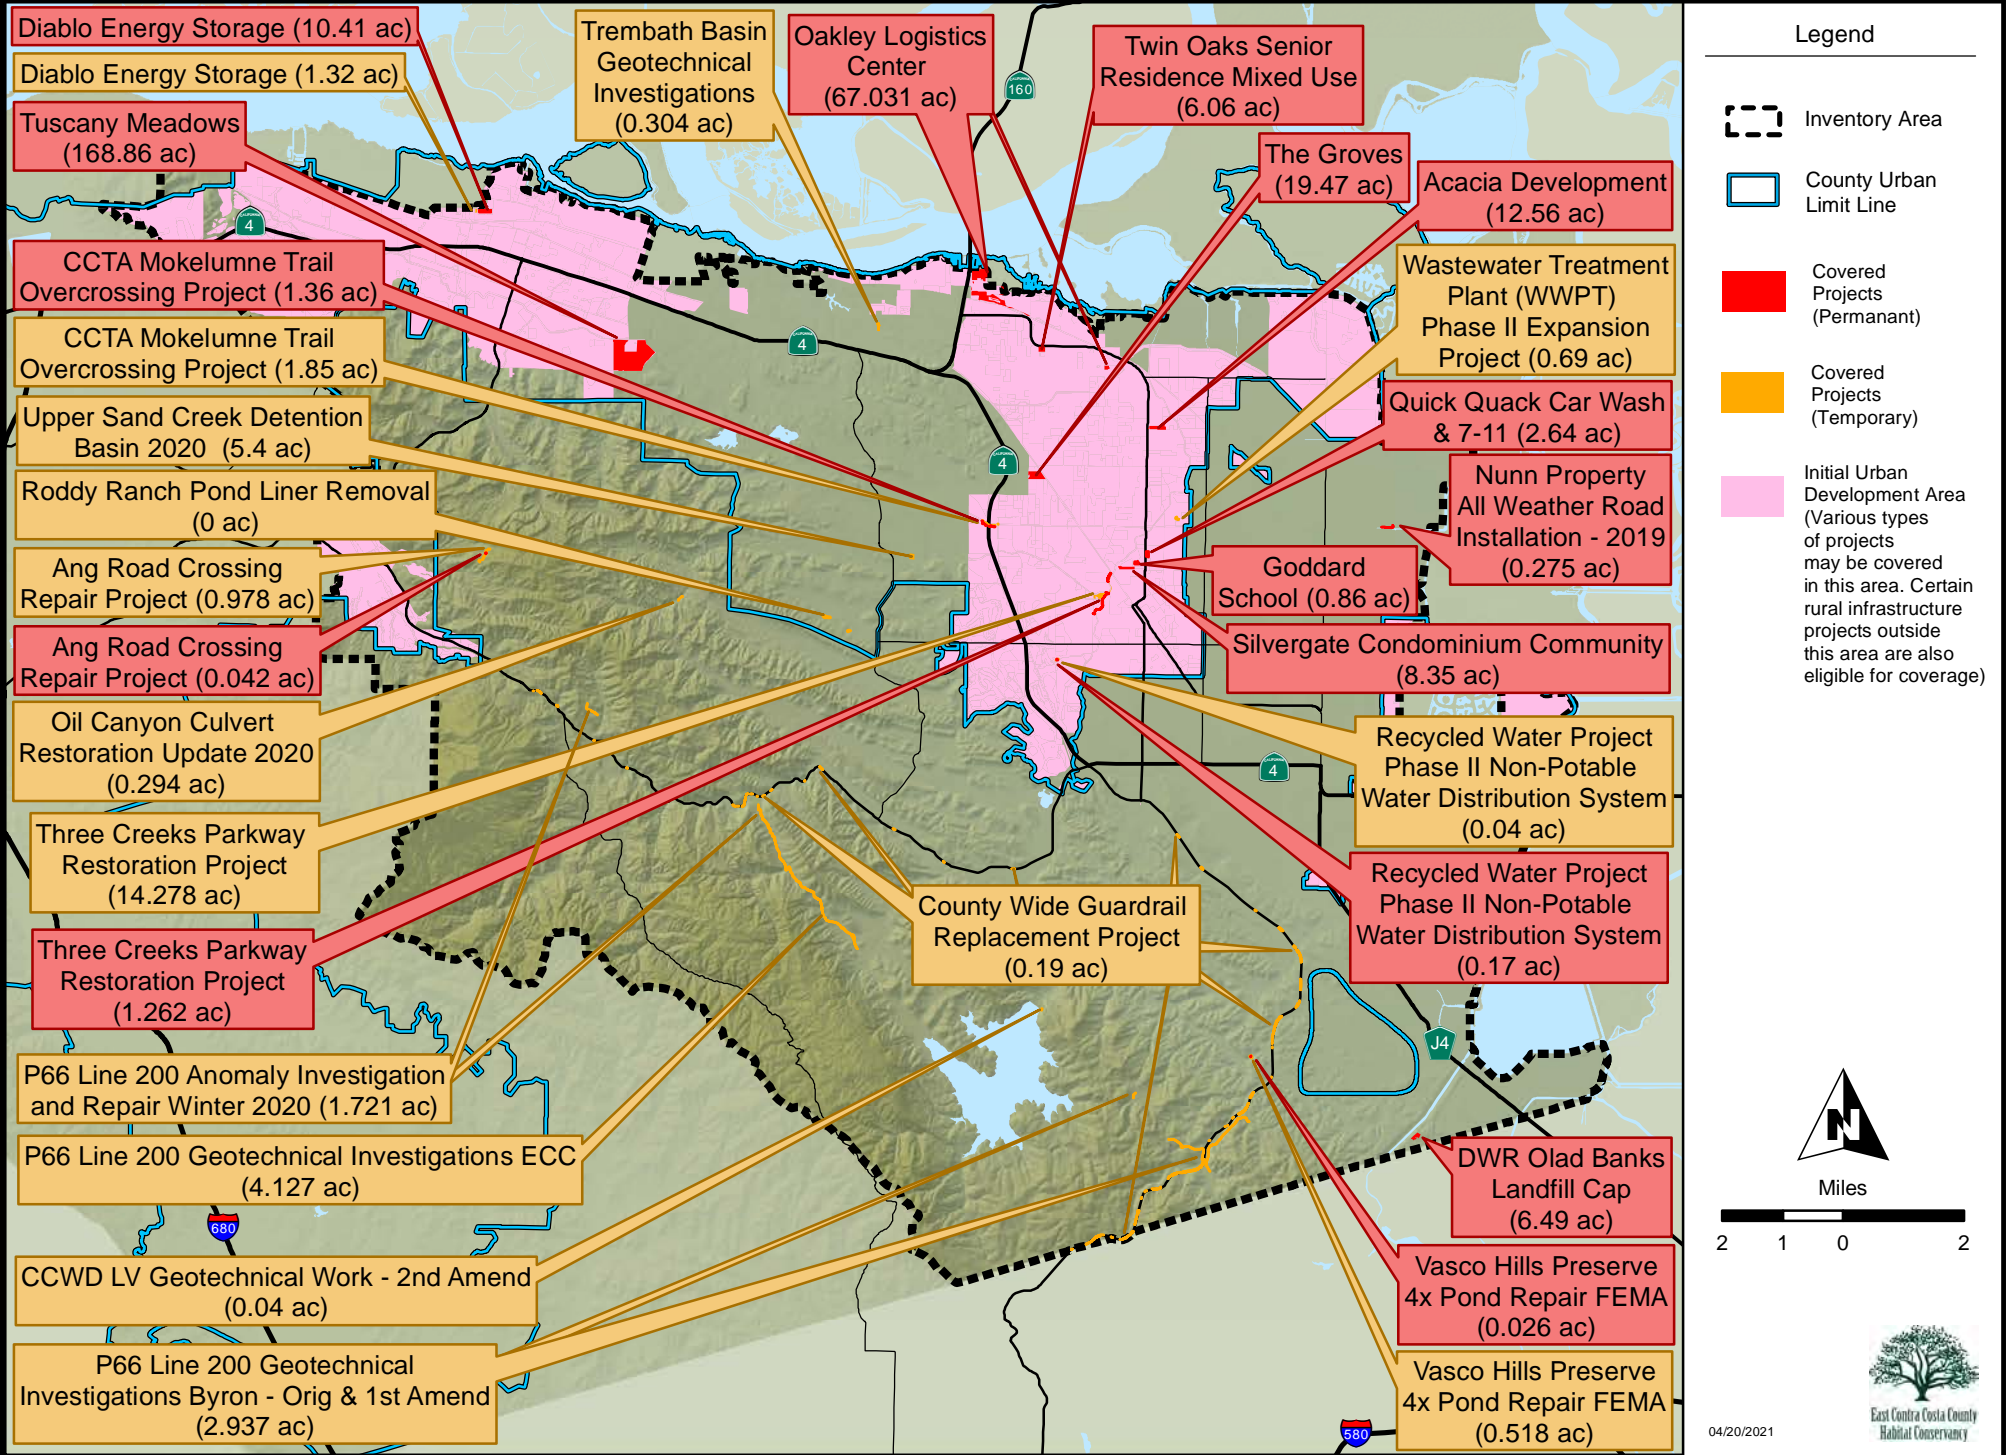 Diablo Energy Storage (10.41 ac)
Diablo Energy Storage (1.32 ac)
Tuscany Meadows
(168.86 ac)
CCTA Mokelumne Trail
Overcrossing Project (1.36 ac)
CCTA Mokelumne Trail
Overcrossing Project (1.85 ac)
Upper Sand Creek Detention
Basin 2020 (5.4 ac)
Roddy Ranch Pond Liner Removal
(0 ac)
Ang Road Crossing
Repair Project (0.978 ac)
Ang Road Crossing
Repair Project (0.042 ac)
Oil Canyon Culvert
Restoration Update 2020
(0.294 ac)
Three Creeks Parkway
Restoration Project
(14.278 ac)
Three Creeks Parkway
Restoration Project
(1.262 ac)
P66 Line 200 Anomaly Investigation
and Repair Winter 2020 (1.721 ac)
P66 Line 200 Geotechnical Investigations ECC
(4.127 ac)
CCWD LV Geotechnical Work - 2nd Amend
(0.04 ac)
P66 Line 200 Geotechnical
Investigations Byron - Orig & 1st Amend
(2.937 ac)
Trembath Basin
Geotechnical
Investigations
(0.304 ac)
Oakley Logistics
Center
(67.031 ac)
Twin Oaks Senior
Residence Mixed Use
(6.06 ac)
The Groves
(19.47 ac)
Acacia Development
(12.56 ac)
Wastewater Treatment
Plant (WWPT)
Phase II Expansion
Project (0.69 ac)
Quick Quack Car Wash
& 7-11 (2.64 ac)
Nunn Property
All Weather Road
Installation - 2019
(0.275 ac)
Goddard
School (0.86 ac)
Silvergate Condominium Community
(8.35 ac)
Recycled Water Project
Phase II Non-Potable
Water Distribution System
(0.04 ac)
Recycled Water Project
Phase II Non-Potable
Water Distribution System
(0.17 ac)
County Wide Guardrail
Replacement Project
(0.19 ac)
DWR Olad Banks
Landfill Cap
(6.49 ac)
Vasco Hills Preserve
4x Pond Repair FEMA
(0.026 ac)
Vasco Hills Preserve
4x Pond Repair FEMA
(0.518 ac)
CALIFORNIA
4
CALIFORNIA
160
CALIFORNIA
4
CALIFORNIA
4
CALIFORNIA
4
J4
680
580
Legend
Inventory Area
County Urban
Limit Line
Covered
Projects
(Permanant)
Covered
Projects
(Temporary)
Initial Urban
Development Area
(Various types
of projects
may be covered
in this area. Certain
rural infrastructure
projects outside
this area are also
eligible for coverage)
N
Miles
2 1 0 2
East Contra Costa County
Habitat Conservancy
04/20/2021